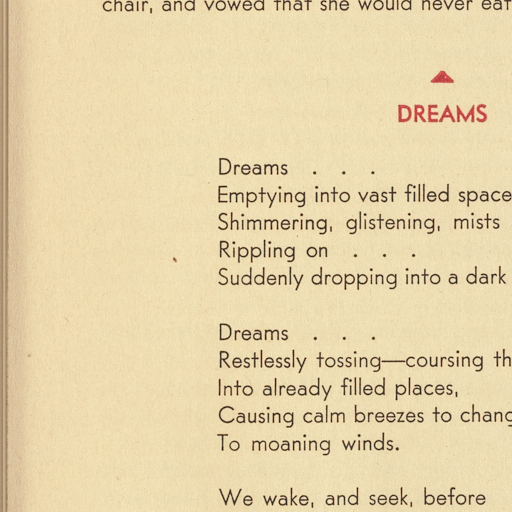 chair, and vowed that she would never eat
DREAMS
Dreams . . .
Emptying into vast filled space
Shimmering, glistening, mists
Rippling on . . .
Suddenly dropping into a dark
Dreams . . .
Restlessly tossing—coursing th
Into already filled places,
Causing calm breezes to chang
To moaning winds.
We wake, and seek, before